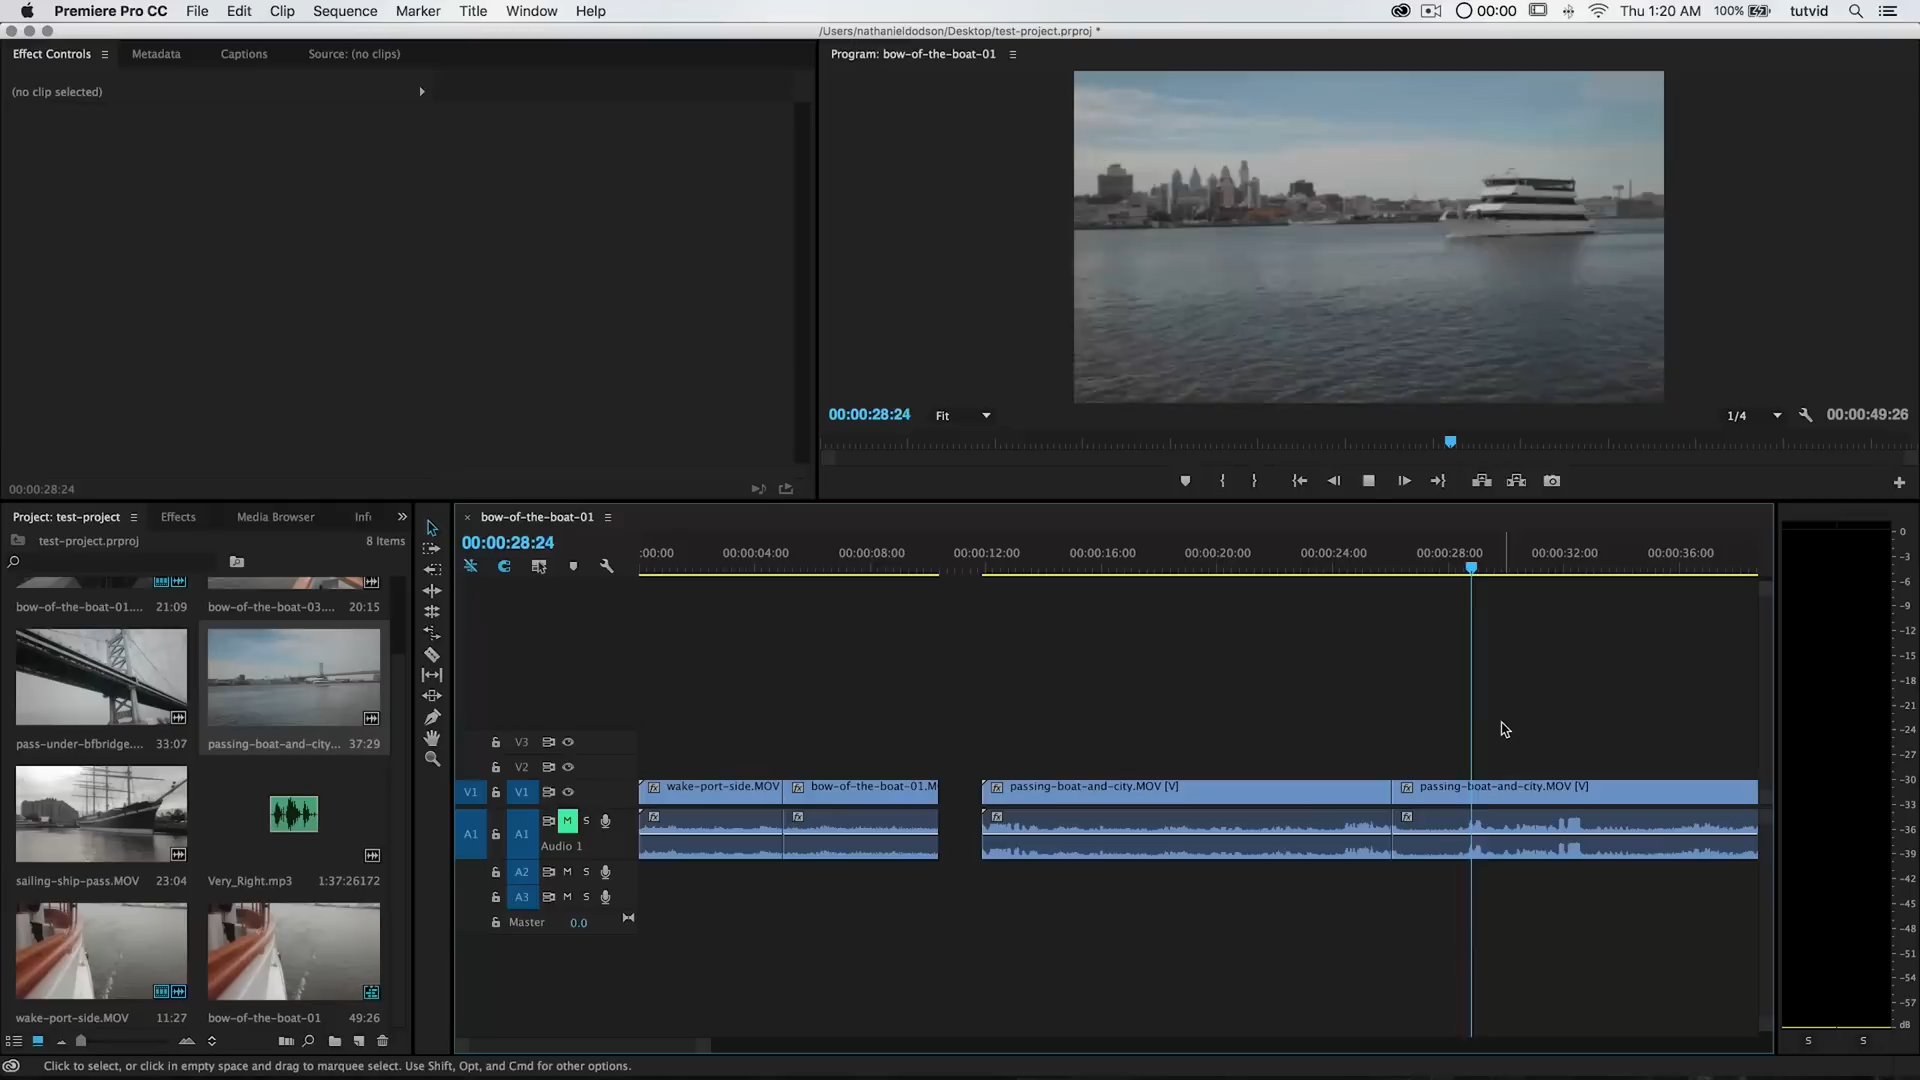 Premiere Pro CC File Edit Clip Sequence Marker Title Window Help 00:00 Thu 1:20 AM 100% tutvid
/Users/nathanieldodson/Desktop/test-project.prproj *
Effect Controls Metadata Captions Source: (no clips)
(no clip selected)
00:00:28:24
Program: bow-of-the-boat-01
00:00:28:24 Fit 1/4 00:00:49:26
Project: test-project Effects Media Browser Inf
test-project.prproj 8 Items
bow-of-the-boat-01.... 21:09 bow-of-the-boat-03.... 20:15
pass-under-bfbridge.... 33:07 passing-boat-and-city... 37:29
sailing-ship-pass.MOV 23:04 Very_Right.mp3 1:37:26172
wake-port-side.MOV 11:27 bow-of-the-boat-01 49:26
bow-of-the-boat-01
00:00:28:24
:00:00 00:00:04:00 00:00:08:00 00:00:12:00 00:00:16:00 00:00:20:00 00:00:24:00 00:00:28:00 00:00:32:00 00:00:36:00
V3
V2
V1 V1 fx wake-port-side.MOV fx bow-of-the-boat-01.M fx passing-boat-and-city.MOV [V] fx passing-boat-and-city.MOV [V]
A1 A1 M S fx fx fx fx
Audio 1
A2 M S
A3 M S
Master 0.0
0
-3
-6
-9
-12
-15
-18
-21
-24
-27
-30
-33
-36
-39
-42
-45
-48
-51
-54
-57
dB
S S
Click to select, or click in empty space and drag to marquee select. Use Shift, Opt, and Cmd for other options.